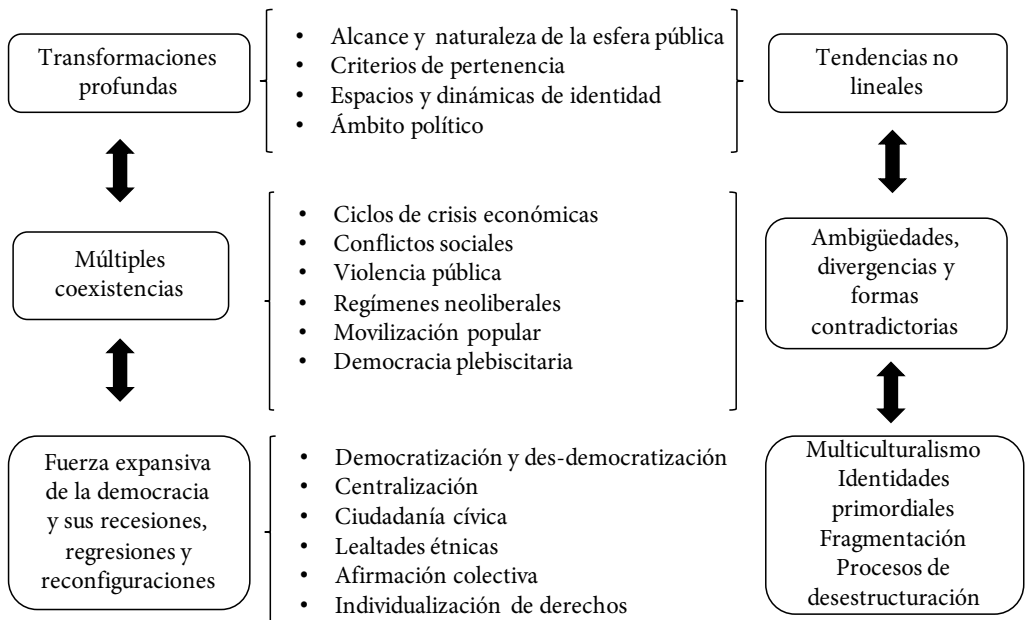 Transformaciones
profundas
• Alcance y naturaleza de la esfera pública
• Criterios de pertenencia
• Espacios y dinámicas de identidad
• Ámbito político
Tendencias no
lineales
Múltiples
coexistencias
• Ciclos de crisis económicas
• Conflictos sociales
• Violencia pública
• Regímenes neoliberales
• Movilización popular
• Democracia plebiscitaria
Ambigüedades,
divergencias y
formas
contradictorias
Fuerza expansiva
de la democracia
y sus recesiones,
regresiones y
reconfiguraciones
• Democratización y des-democratización
• Centralización
• Ciudadanía cívica
• Lealtades étnicas
• Afirmación colectiva
• Individualización de derechos
Multiculturalismo
Identidades
primordiales
Fragmentación
Procesos de
desestructuración